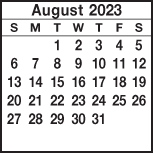 August 2023
S M T W T F S
1 2 3 4 5
6 7 8 9 10 11 12
13 14 15 16 17 18 19
20 21 22 23 24 25 26
27 28 29 30 31